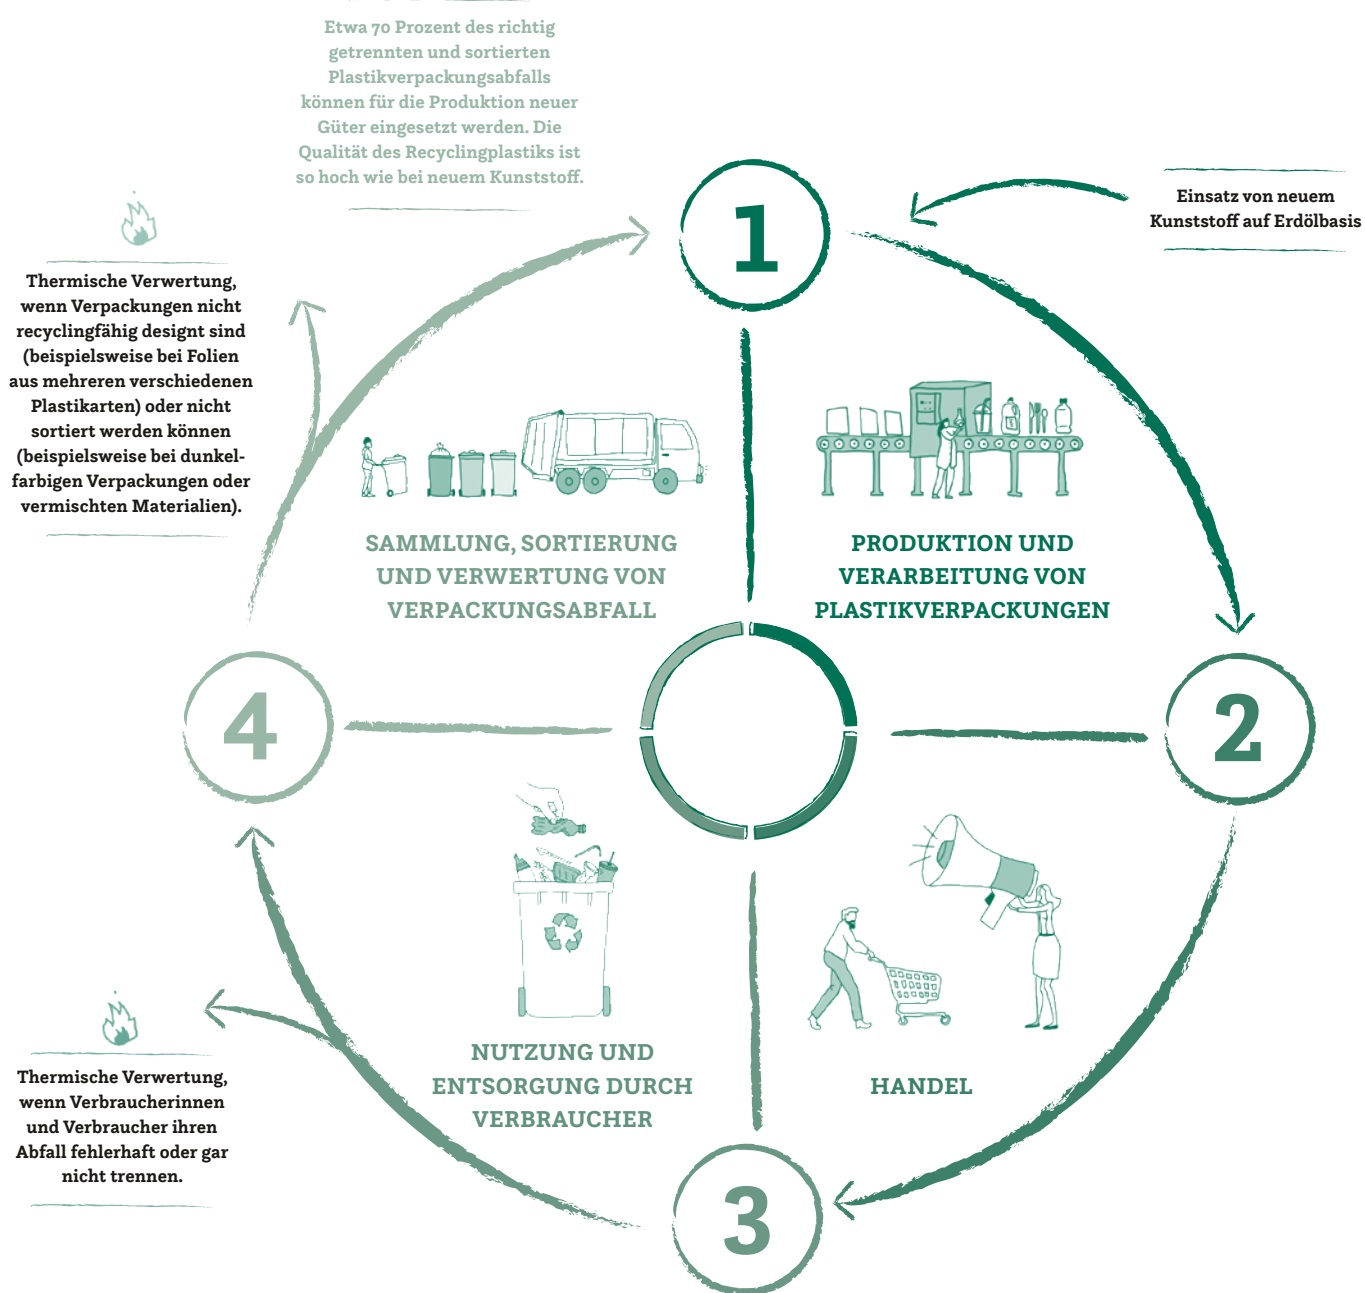 Etwa 70 Prozent des richtig
getrennten und sortierten
Plastikverpackungsabfalls
können für die Produktion neuer
Güter eingesetzt werden. Die
Qualität des Recyclingplastiks ist
so hoch wie bei neuem Kunststoff.
1
Einsatz von neuem
Kunststoff auf Erdölbasis
Thermische Verwertung,
wenn Verpackungen nicht
recyclingfähig designt sind
(beispielsweise bei Folien
aus mehreren verschiedenen
Plastikarten) oder nicht
sortiert werden können
(beispielsweise bei dunkel-
farbigen Verpackungen oder
vermischten Materialien).
SAMMLUNG, SORTIERUNG
UND VERWERTUNG VON
VERPACKUNGSABFALL
PRODUKTION UND
VERARBEITUNG VON
PLASTIKVERPACKUNGEN
4
2
NUTZUNG UND
ENTSORGUNG DURCH
VERBRAUCHER
HANDEL
Thermische Verwertung,
wenn Verbraucherinnen
und Verbraucher ihren
Abfall fehlerhaft oder gar
nicht trennen.
3